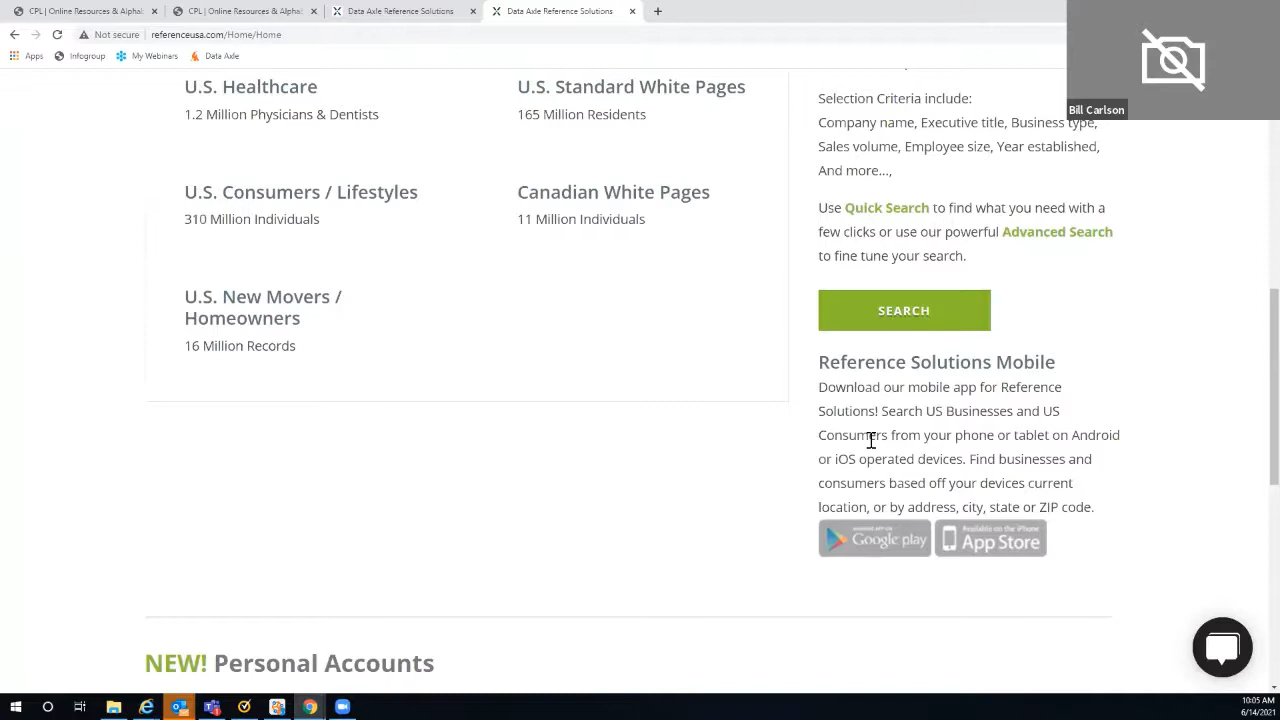 CPL | Online Resources & Alphab
CPL | Online Resources & Alphab
Data Axle Reference Solutions
Data Axle Reference Solutions
Not secure | referenceusa.com/Home/Home
Apps
Infogroup
My Webinars
Data Axle
Bill Carlson
U.S. Healthcare
1.2 Million Physicians & Dentists
U.S. Standard White Pages
165 Million Residents
U.S. Consumers / Lifestyles
310 Million Individuals
Canadian White Pages
11 Million Individuals
U.S. New Movers /
Homeowners
16 Million Records
Selection Criteria include:
Company name, Executive title, Business type,
Sales volume, Employee size, Year established,
And more...,
Use Quick Search to find what you need with a
few clicks or use our powerful Advanced Search
to fine tune your search.
SEARCH
Reference Solutions Mobile
Download our mobile app for Reference
Solutions! Search US Businesses and US
Consumers from your phone or tablet on Android
or iOS operated devices. Find businesses and
consumers based off your devices current
location, or by address, city, state or ZIP code.
Google play
Available on the iPhone
App Store
NEW! Personal Accounts
10:05 AM
6/14/2021